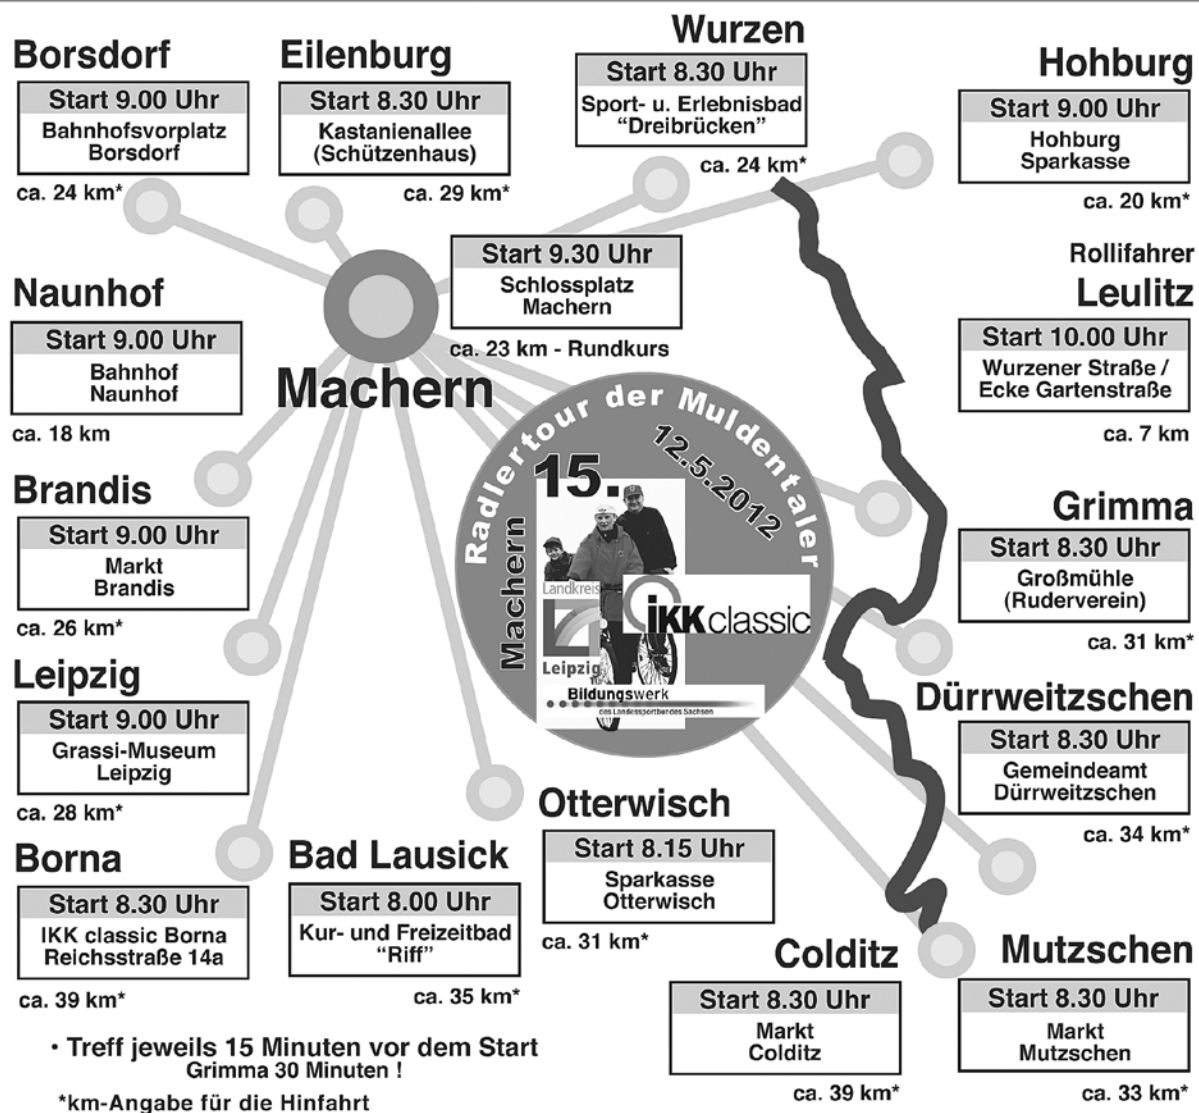 Borsdorf
Start 9.00 Uhr
Bahnhofsvorplatz
Borsdorf
ca. 24 km*
Eilenburg
Start 8.30 Uhr
Kastanienallee
(Schützenhaus)
ca. 29 km*
Wurzen
Start 8.30 Uhr
Sport- u. Erlebnisbad
“Dreibrücken”
ca. 24 km*
Hohburg
Start 9.00 Uhr
Hohburg
Sparkasse
ca. 20 km*
Start 9.30 Uhr
Schlossplatz
Machern
ca. 23 km - Rundkurs
Machern
Rollifahrer
Leulitz
Start 10.00 Uhr
Wurzener Straße /
Ecke Gartenstraße
ca. 7 km
Naunhof
Start 9.00 Uhr
Bahnhof
Naunhof
ca. 18 km
Radlertour der Muldentaler
15.
12.5.2012
Machern
Landkreis
Leipzig
iKK classic
Bildungswerk
des Landessportbundes Sachsen
Brandis
Start 9.00 Uhr
Markt
Brandis
ca. 26 km*
Grimma
Start 8.30 Uhr
Großmühle
(Ruderverein)
ca. 31 km*
Leipzig
Start 9.00 Uhr
Grassi-Museum
Leipzig
ca. 28 km*
Dürrweitzschen
Start 8.30 Uhr
Gemeindeamt
Dürrweitzschen
ca. 34 km*
Borna
Start 8.30 Uhr
IKK classic Borna
Reichsstraße 14a
ca. 39 km*
Bad Lausick
Start 8.00 Uhr
Kur- und Freizeitbad
“Riff”
ca. 35 km*
Otterwisch
Start 8.15 Uhr
Sparkasse
Otterwisch
ca. 31 km*
Colditz
Start 8.30 Uhr
Markt
Colditz
ca. 39 km*
Mutzschen
Start 8.30 Uhr
Markt
Mutzschen
ca. 33 km*
· Treff jeweils 15 Minuten vor dem Start
Grimma 30 Minuten !
*km-Angabe für die Hinfahrt